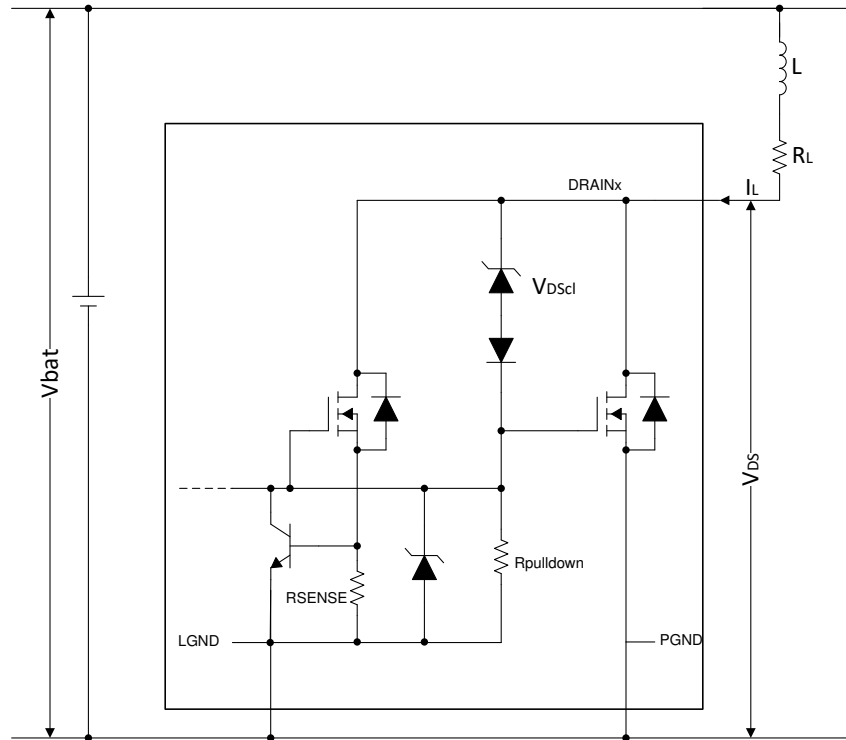 L
RL
DRAINx
IL
VDScl
Vbat
VDS
Rpulldown
RSENSE
LGND
PGND